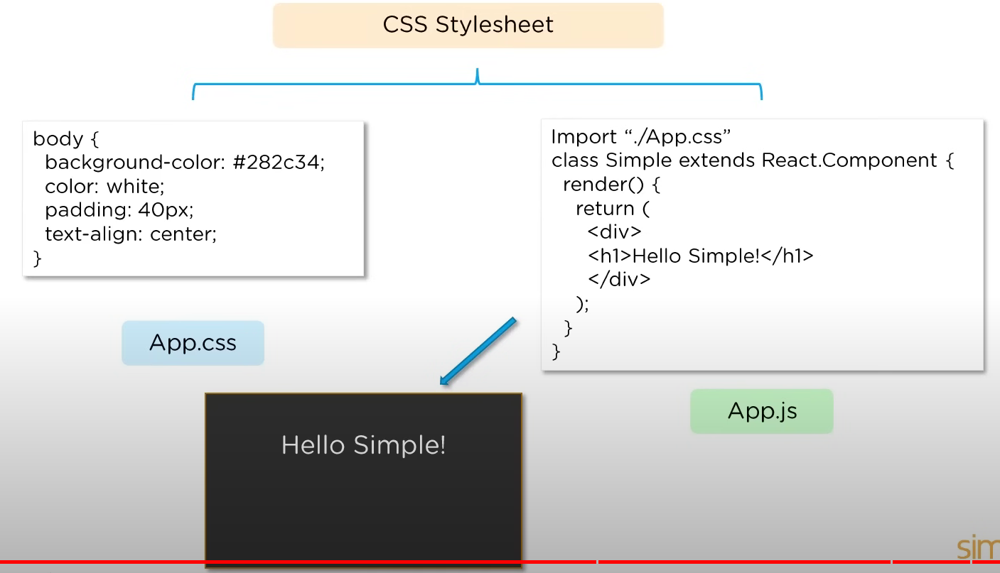 CSS Stylesheet
body {
background-color: #282c34;
color: white;
padding: 40px;
text-align: center;
}
App.css
Import “./App.css”
class Simple extends React.Component {
render() {
return (
<div>
<h1>Hello Simple!</h1>
</div>
);
}
}
App.js
Hello Simple!